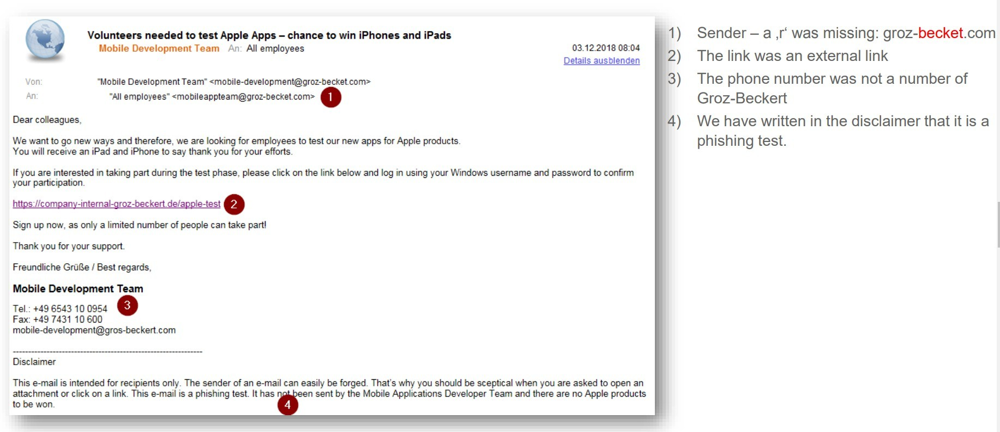 Volunteers needed to test Apple Apps – chance to win iPhones and iPads
Mobile Development Team An: All employees
03.12.2018 08:04
Details ausblenden
Von: "Mobile Development Team" <mobile-development@groz-becket.com>
An: "All employees" <mobileappteam@groz-becket.com> 1
Dear colleagues,
We want to go new ways and therefore, we are looking for employees to test our new apps for Apple products.
You will receive an iPad and iPhone to say thank you for your efforts.
If you are interested in taking part during the test phase, please click on the link below and log in using your Windows username and password to confirm
your participation.
https://company-internal-groz-beckert.de/apple-test 2
Sign up now, as only a limited number of people can take part!
Thank you for your support.
Freundliche Grüße / Best regards,
Mobile Development Team
3
Tel.: +49 6543 10 0954
Fax: +49 7431 10 600
mobile-development@gros-beckert.com
---------------------------------------------------------------
Disclaimer
This e-mail is intended for recipients only. The sender of an e-mail can easily be forged. That's why you should be sceptical when you are asked to open an
attachment or click on a link. This e-mail is a phishing test. It has not been sent by the Mobile Applications Developer Team and there are no Apple products
to be won.
4
1) Sender – a ‚r‘ was missing: groz-becket.com
2) The link was an external link
3) The phone number was not a number of
Groz-Beckert
4) We have written in the disclaimer that it is a
phishing test.